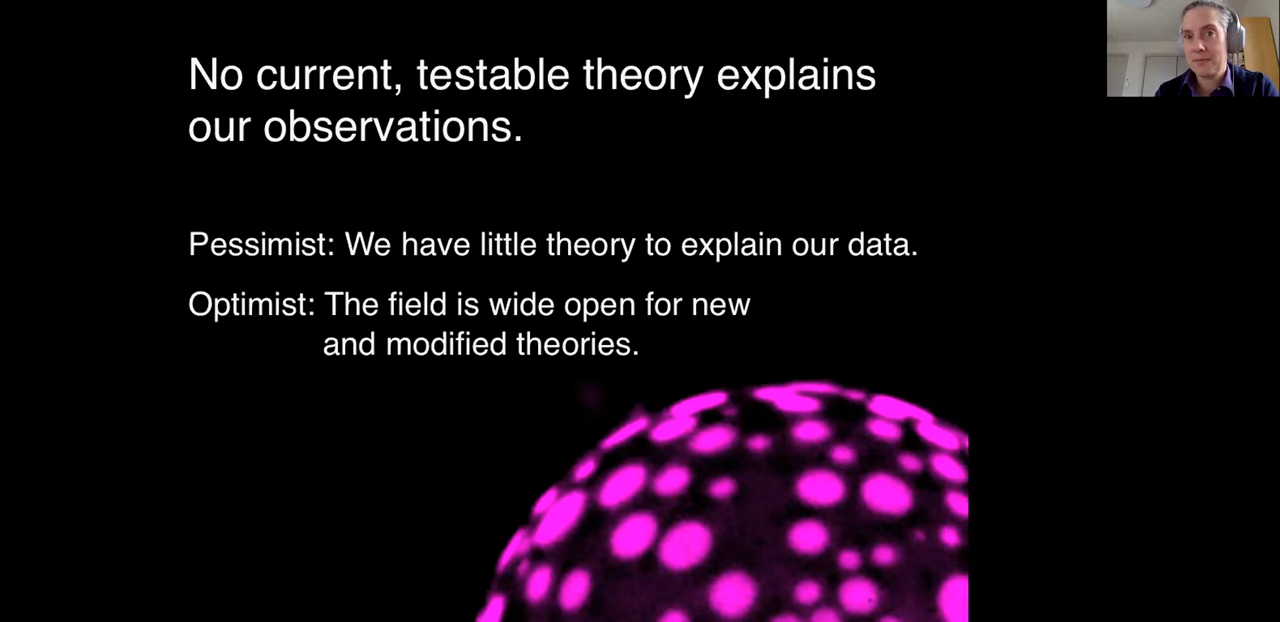 No current, testable theory explains
our observations.
Pessimist: We have little theory to explain our data.
Optimist: The field is wide open for new
and modified theories.